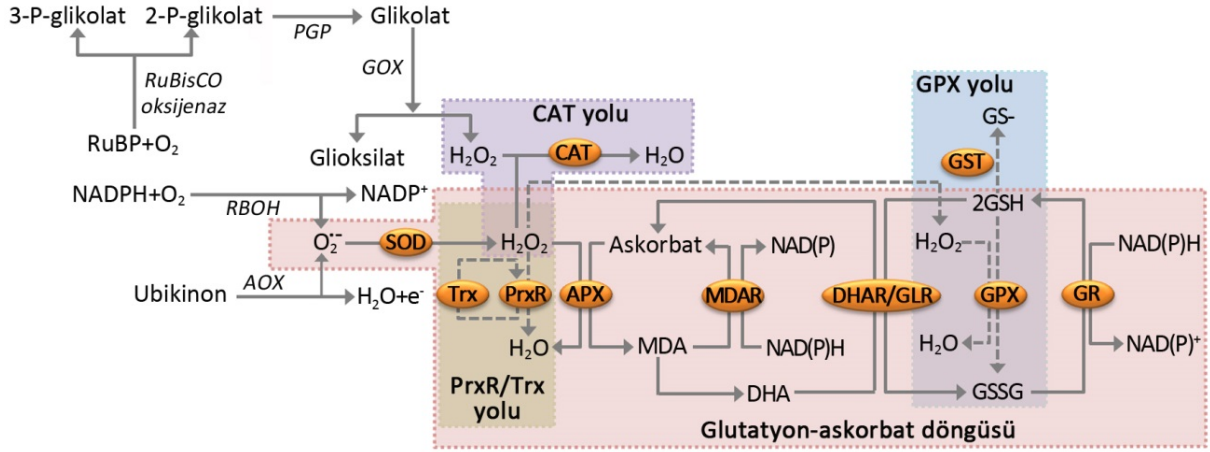 3-P-glikolat 2-P-glikolat PGP Glikolat
GOX
RuBisCO
oksijenaz
RuBP+O₂
GPX yolu
GS-
GST
CAT yolu
Glioksilat H₂O₂ CAT H₂O
NADPH+O₂ RBOH NADP⁺
2GSH
O₂˙⁻ SOD H₂O₂ Askorbat NAD(P) H₂O₂ NAD(P)H
Ubikinon AOX H₂O+e⁻
Trx PrxR APX MDAR DHAR/GLR GPX GR
H₂O MDA NAD(P)H H₂O NAD(P)⁺
PrxR/Trx
yolu
DHA GSSG
Glutatyon-askorbat döngüsü